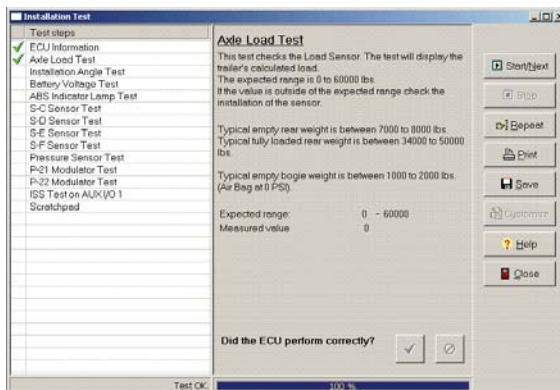 Installation Test
Test steps
ECU Information
Axle Load Test
Installation Angle Test
Battery Voltage Test
ABS Indicator Lamp Test
S-C Sensor Test
S-D Sensor Test
S-E Sensor Test
S-F Sensor Test
Pressure Sensor Test
P-21 Modulator Test
P-22 Modulator Test
ISS Test on AUX I/O 1
Scratchpad
Axle Load Test
This test checks the Load Sensor. The test will display the
trailer's calculated load.
The expected range is 0 to 60000 lbs.
If the value is outside of the expected range check the
installation of the sensor.
Typical empty rear weight is between 7000 to 8000 lbs.
Typical fully loaded rear weight is between 34000 to 50000
lbs.
Typical empty bogie weight is between 1000 to 2000 lbs.
(Air Bag at 0 PSI).
Expected range: 0 - 60000
Measured value 0
Did the ECU perform correctly?
Start/Next
Stop
Repeat
Print
Save
Customize
Help
Close
Test OK.
100 %